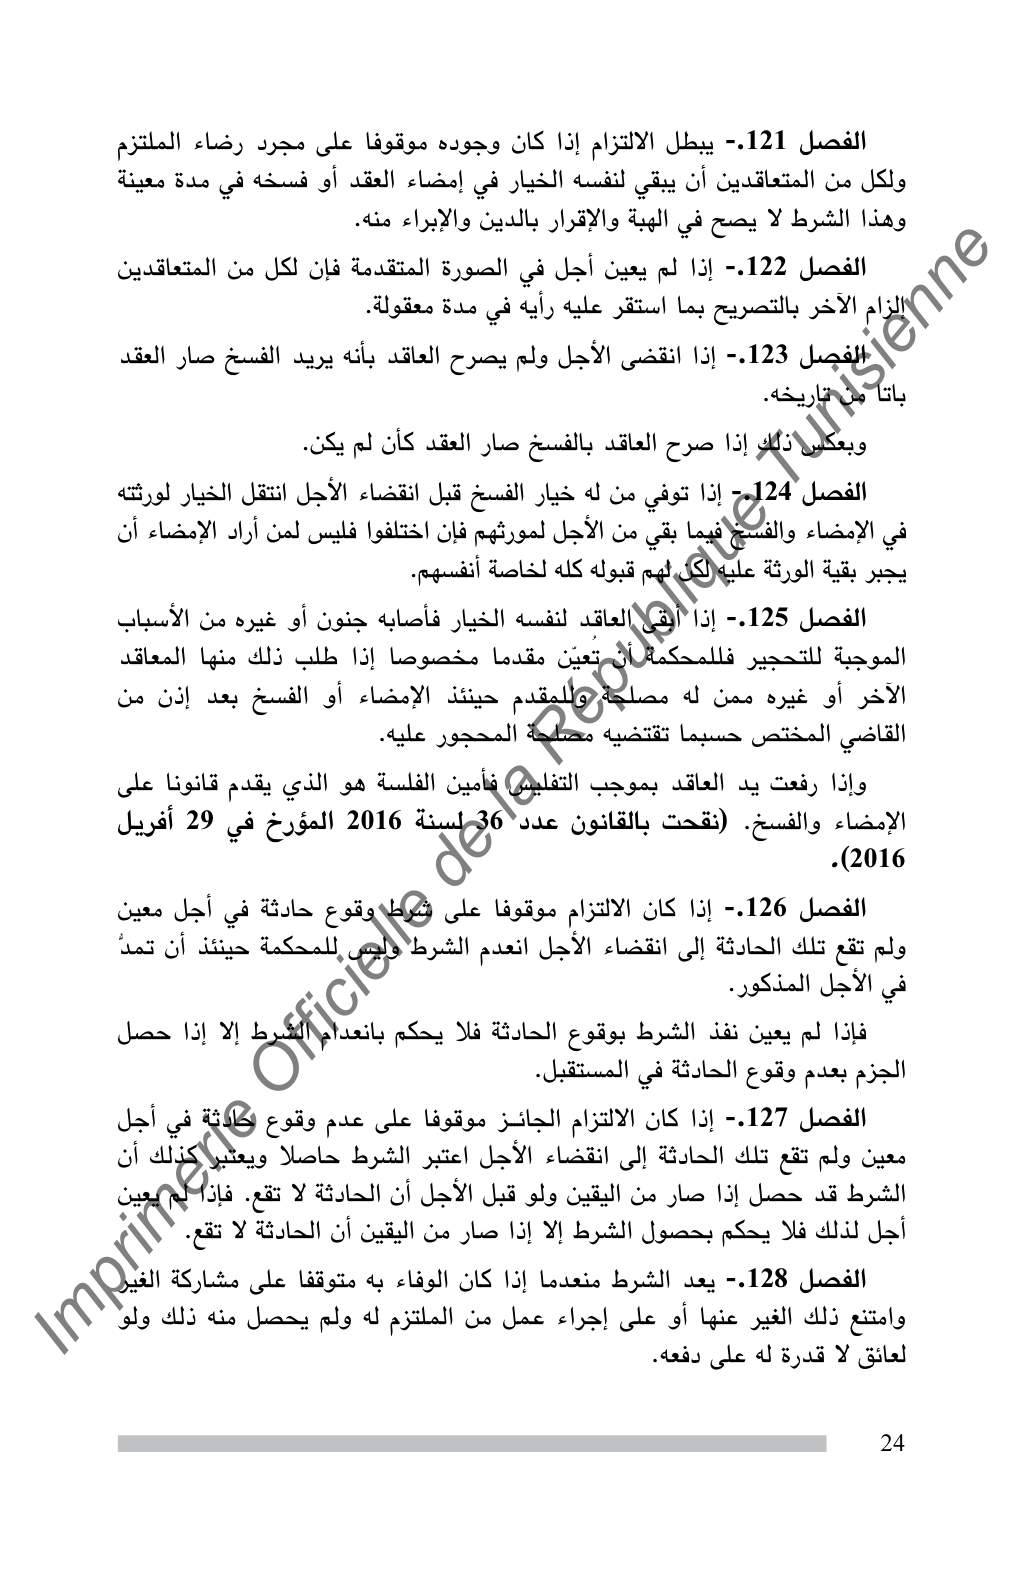 الفصل 121.- يبطل الالتزام إذا كان وجوده موقوفا على مجرد رضاء الملتزم
ولكل من المتعاقدين أن يبقي لنفسه الخيار في إمضاء العقد أو فسخه في مدة معينة
وهذا الشرط لا يصح في الهبة والإقرار بالدين والإبراء منه.
الفصل 122.- إذا لم يعين أجل في الصورة المتقدمة فإن لكل من المتعاقدين
إلزام الآخر بالتصريح بما استقر عليه رأيه في مدة معقولة.
الفصل 123.- إذا انقضى الأجل ولم يصرح العاقد بأنه يريد الفسخ صار العقد
باتا من تاريخه.
وبعكس ذلك إذا صرح العاقد بالفسخ صار العقد كأن لم يكن.
الفصل 124.- إذا توفي من له خيار الفسخ قبل انقضاء الأجل انتقل الخيار لورثته
في الإمضاء والفسخ فيما بقي من الأجل لمورثهم فإن اختلفوا فليس لمن أراد الإمضاء أن
يجبر بقية الورثة عليه لكن لهم قبوله كله لخاصة أنفسهم.
الفصل 125.- إذا أبقى العاقد لنفسه الخيار فأصابه جنون أو غيره من الأسباب
الموجبة للتحجير فللمحكمة أن تُعيّن مقدما مخصوصا إذا طلب ذلك منها المعاقد
الآخر أو غيره ممن له مصلحة وللمقدم حينئذ الإمضاء أو الفسخ بعد إذن من
القاضي المختص حسبما تقتضيه مصلحة المحجور عليه.
وإذا رفعت يد العاقد بموجب التفليس فأمين الفلسة هو الذي يقدم قانونا على
الإمضاء والفسخ. (نقحت بالقانون عدد 36 لسنة 2016 المؤرخ في 29 أفريل
2016).
الفصل 126.- إذا كان الالتزام موقوفا على شرط وقوع حادثة في أجل معين
ولم تقع تلك الحادثة إلى انقضاء الأجل انعدم الشرط وليس للمحكمة حينئذ أن تمدُّ
في الأجل المذكور.
فإذا لم يعين نفذ الشرط بوقوع الحادثة فلا يحكم بانعدام الشرط إلا إذا حصل
الجزم بعدم وقوع الحادثة في المستقبل.
الفصل 127.- إذا كان الالتزام الجائـز موقوفا على عدم وقوع حادثة في أجل
معين ولم تقع تلك الحادثة إلى انقضاء الأجل اعتبر الشرط حاصلا ويعتبر كذلك أن
الشرط قد حصل إذا صار من اليقين ولو قبل الأجل أن الحادثة لا تقع. فإذا لم يعين
أجل لذلك فلا يحكم بحصول الشرط إلا إذا صار من اليقين أن الحادثة لا تقع.
الفصل 128.- يعد الشرط منعدما إذا كان الوفاء به متوقفا على مشاركة الغير
وامتنع ذلك الغير عنها أو على إجراء عمل من الملتزم له ولم يحصل منه ذلك ولو
لعائق لا قدرة له على دفعه.
24
Imprimerie Officielle de la République Tunisienne